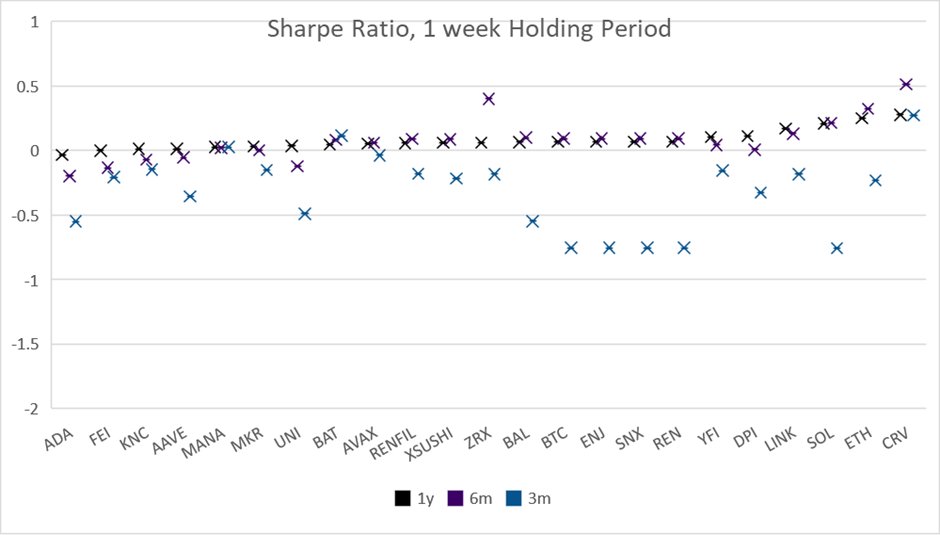 Sharpe Ratio, 1 week Holding Period
1
0.5
0
-0.5
-1
-1.5
-2
ADA
FEI
KNC
AAVE
MANA
MKR
UNI
BAT
AVAX
RENFIL
XSUSHI
ZRX
BAL
BTC
ENJ
SNX
REN
YFI
DPI
LINK
SOL
ETH
CRV
1y
6m
3m